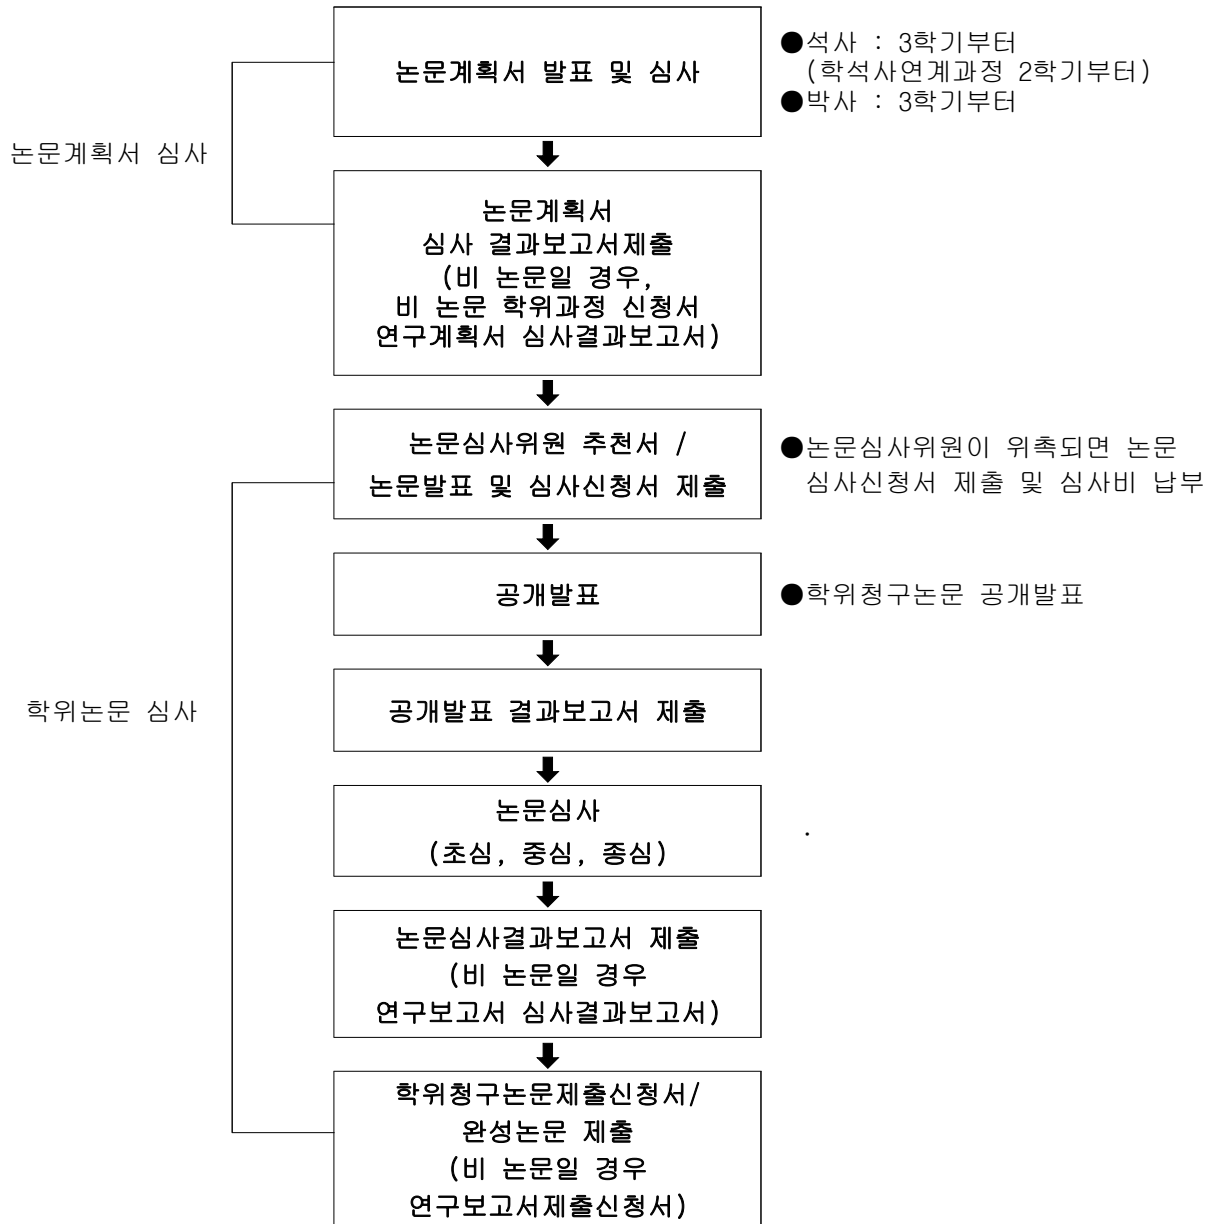 논문계획서 발표 및 심사
●석사 : 3학기부터
(학석사연계과정 2학기부터)
●박사 : 3학기부터
논문계획서 심사
논문계획서
심사 결과보고서제출
(비 논문일 경우,
비 논문 학위과정 신청서
연구계획서 심사결과보고서)
논문심사위원 추천서 /
논문발표 및 심사신청서 제출
●논문심사위원이 위촉되면 논문
심사신청서 제출 및 심사비 납부
공개발표
●학위청구논문 공개발표
공개발표 결과보고서 제출
학위논문 심사
논문심사
(초심, 중심, 종심)
.
논문심사결과보고서 제출
(비 논문일 경우
연구보고서 심사결과보고서)
학위청구논문제출신청서/
완성논문 제출
(비 논문일 경우
연구보고서제출신청서)